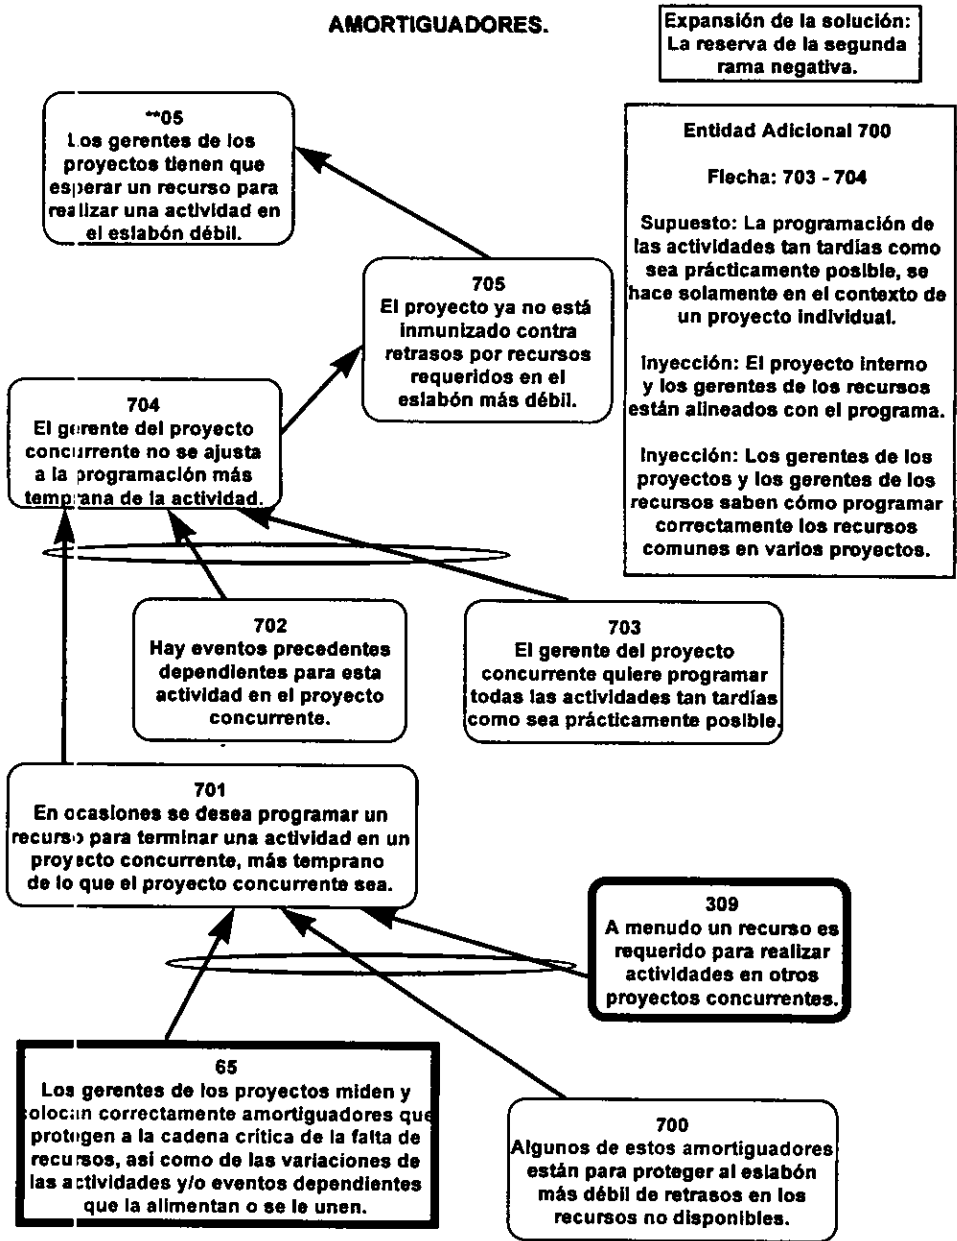 AMORTIGUADORES.
Expansión de la solución:
La reserva de la segunda
rama negativa.
**05
Los gerentes de los
proyectos tienen que
esperar un recurso para
realizar una actividad en
el eslabón débil.
Entidad Adicional 700
Flecha: 703 - 704
Supuesto: La programación de
las actividades tan tardías como
sea prácticamente posible, se
hace solamente en el contexto de
un proyecto individual.
Inyección: El proyecto interno
y los gerentes de los recursos
están alineados con el programa.
Inyección: Los gerentes de los
proyectos y los gerentes de los
recursos saben cómo programar
correctamente los recursos
comunes en varios proyectos.
705
El proyecto ya no está
inmunizado contra
retrasos por recursos
requeridos en el
eslabón más débil.
704
El gerente del proyecto
concurrente no se ajusta
a la programación más
temprana de la actividad.
702
Hay eventos precedentes
dependientes para esta
actividad en el proyecto
concurrente.
703
El gerente del proyecto
concurrente quiere programar
todas las actividades tan tardías
como sea prácticamente posible.
701
En ocasiones se desea programar un
recurso para terminar una actividad en un
proyecto concurrente, más temprano
de lo que el proyecto concurrente sea.
309
A menudo un recurso es
requerido para realizar
actividades en otros
proyectos concurrentes.
65
Los gerentes de los proyectos miden y
colocan correctamente amortiguadores que
protegen a la cadena crítica de la falta de
recursos, asi como de las variaciones de
las actividades y/o eventos dependientes
que la alimentan o se le unen.
700
Algunos de estos amortiguadores
están para proteger al eslabón
más débil de retrasos en los
recursos no disponibles.